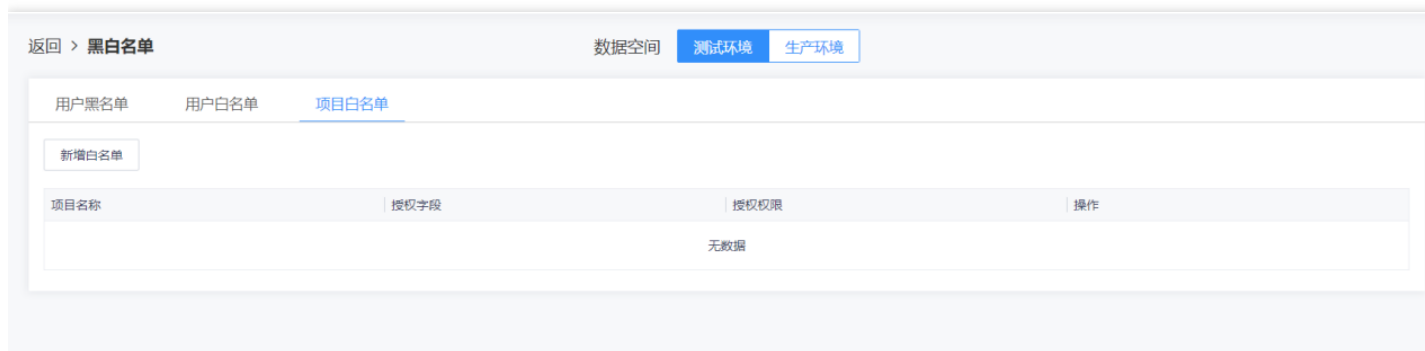 返回 > 黑白名单 数据空间 测试环境 生产环境
用户黑名单 用户白名单 项目白名单
新增白名单
项目名称 授权字段 授权权限 操作
无数据